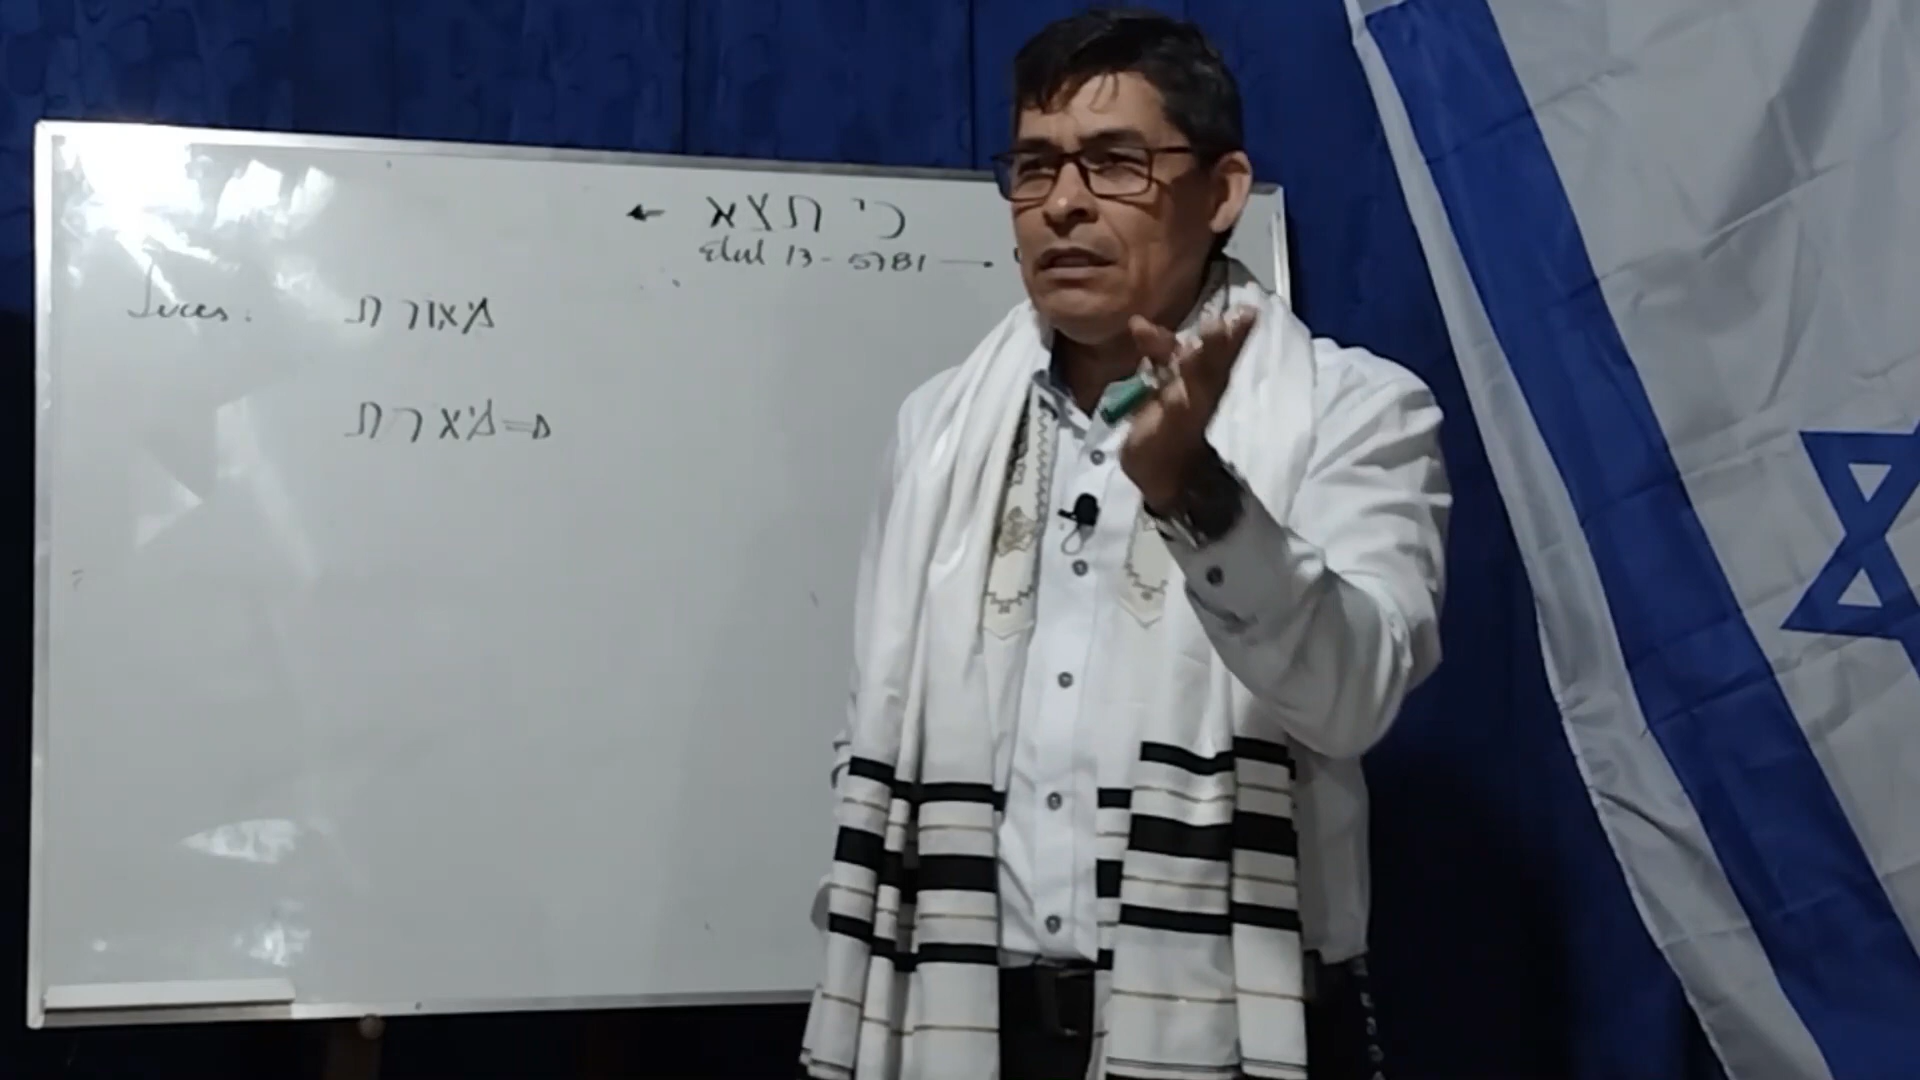 ← כי תצא
Elul 13 - 5781 —
Luces: מאורת
מארת